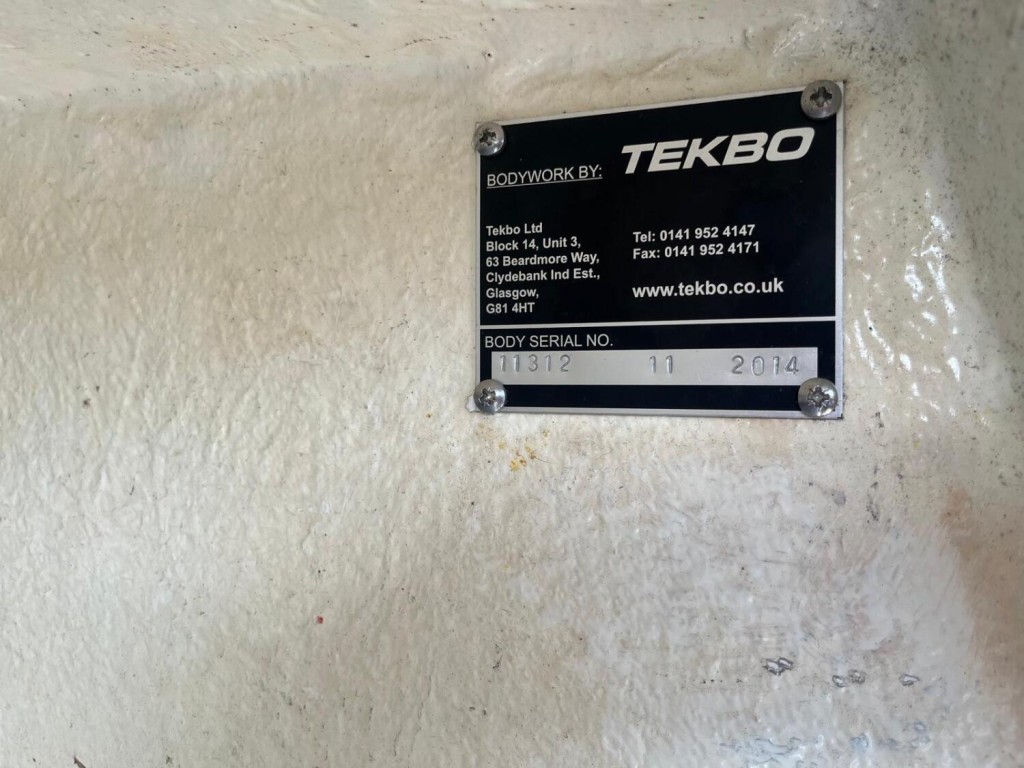 BODYWORK BY: TEKBO
Tekbo Ltd
Block 14, Unit 3,
63 Beardmore Way,
Clydebank Ind Est.,
Glasgow,
G81 4HT
Tel: 0141 952 4147
Fax: 0141 952 4171
www.tekbo.co.uk
BODY SERIAL NO.
11312 11 2014